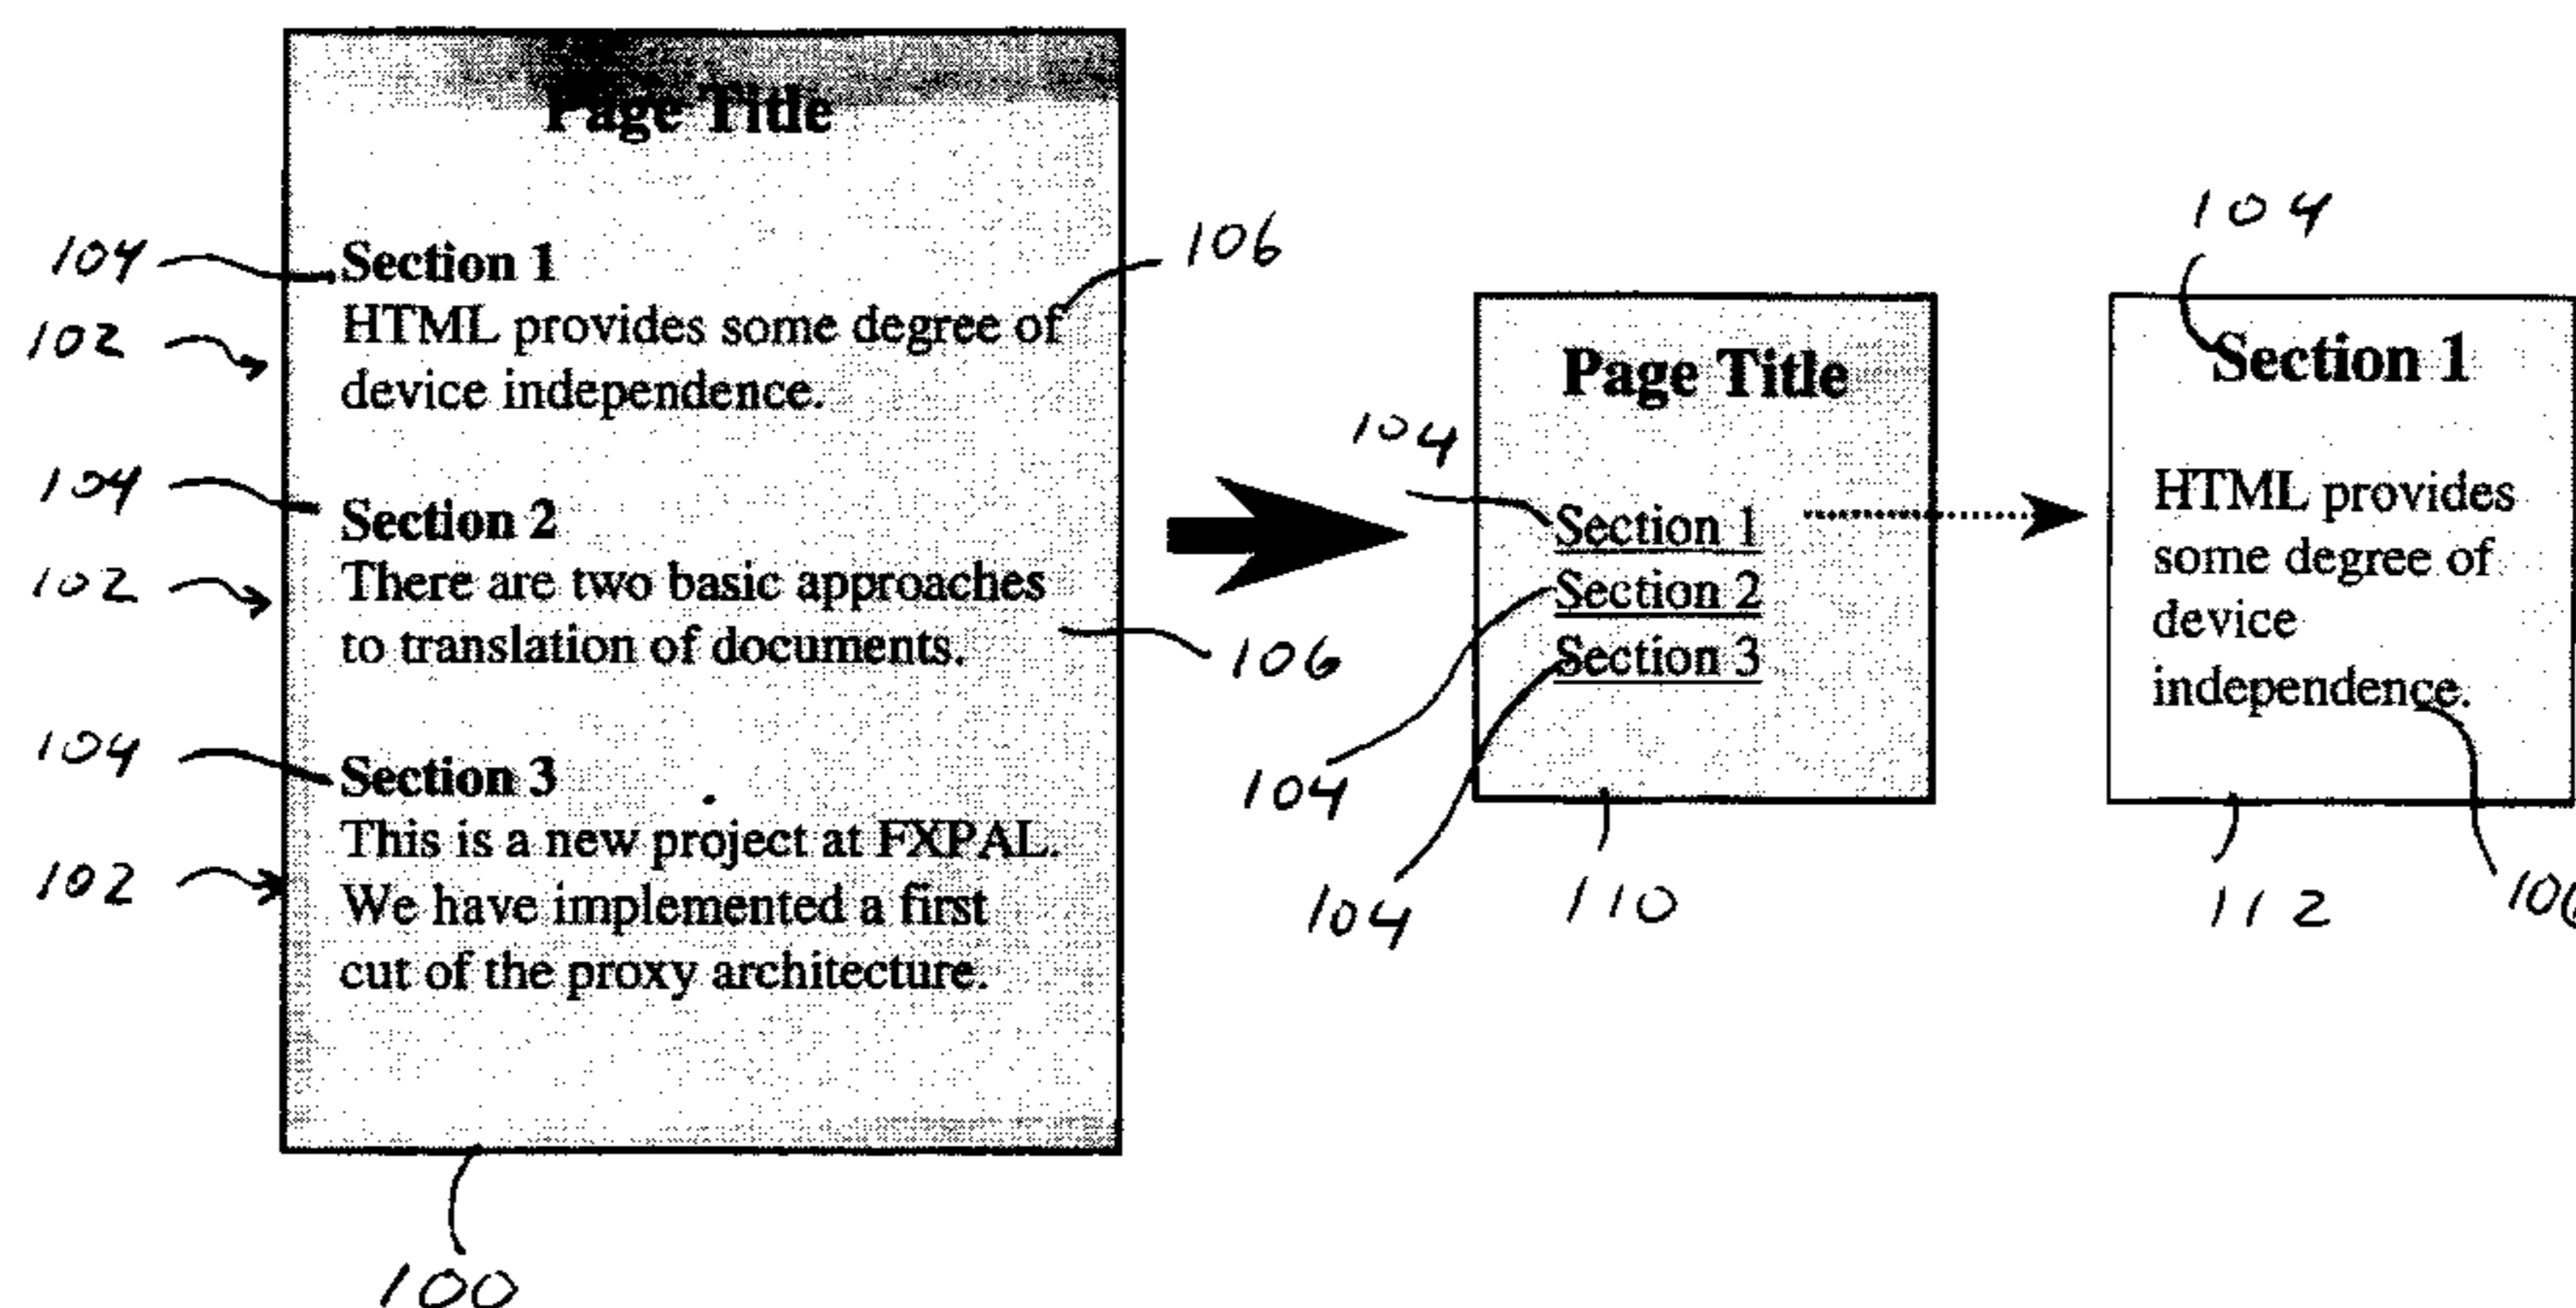 Page Title
104
Section 1
106
HTML provides some degree of
102
device independence.
104
Section 2
102
There are two basic approaches
to translation of documents.
106
104
Section 3
This is a new project at FXPAL.
102
We have implemented a first
cut of the proxy architecture.
100
Page Title
104
Section 1
Section 2
Section 3
104
104
110
104
Section 1
HTML provides
some degree of
device
independence.
112
106